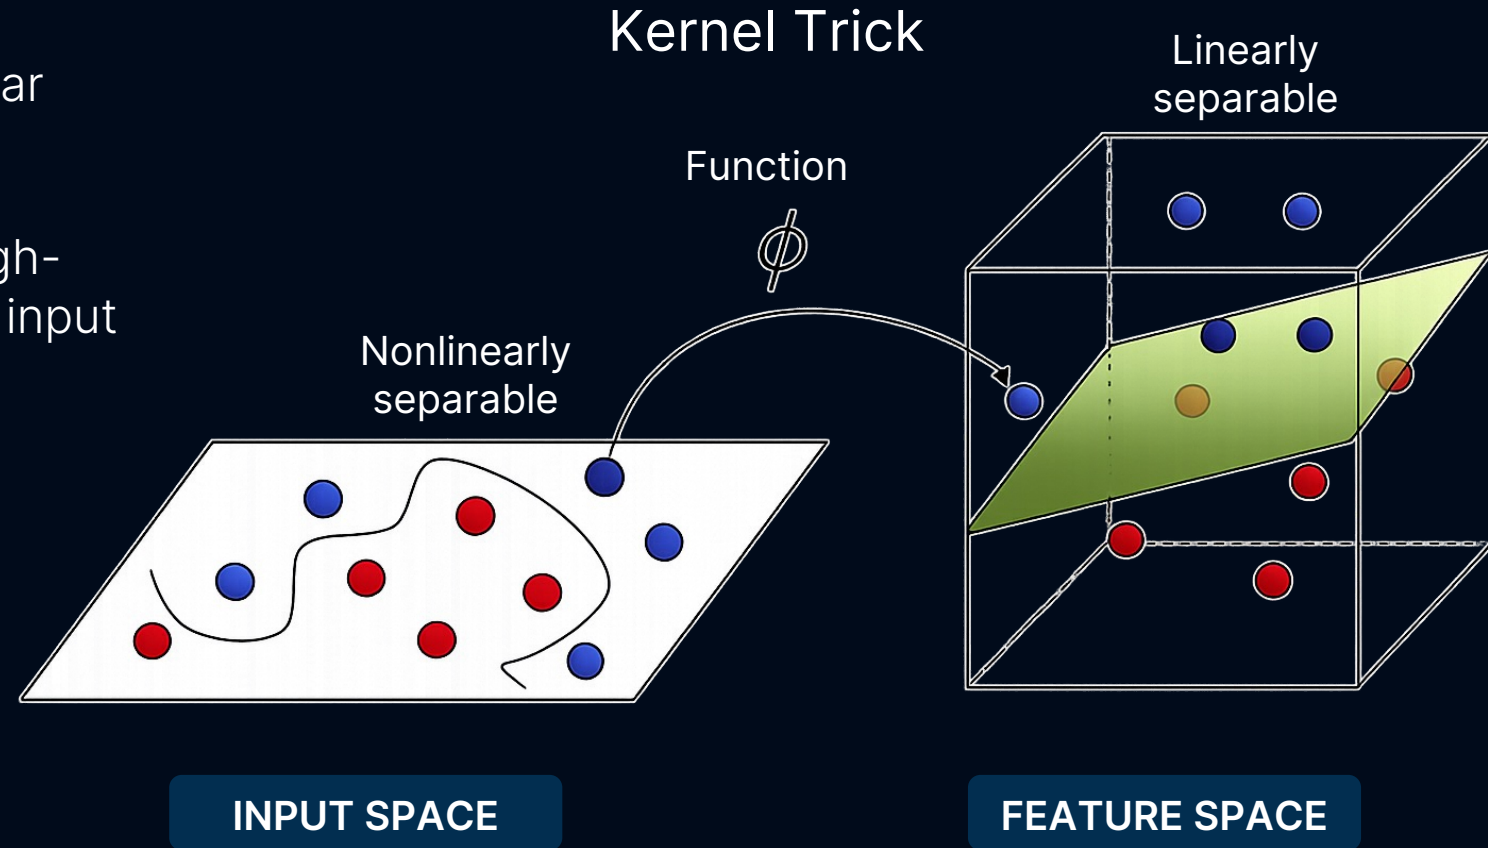 Kernel Trick
ar
gh-
input
Linearly
separable
Function
ϕ
Nonlinearly
separable
INPUT SPACE
FEATURE SPACE